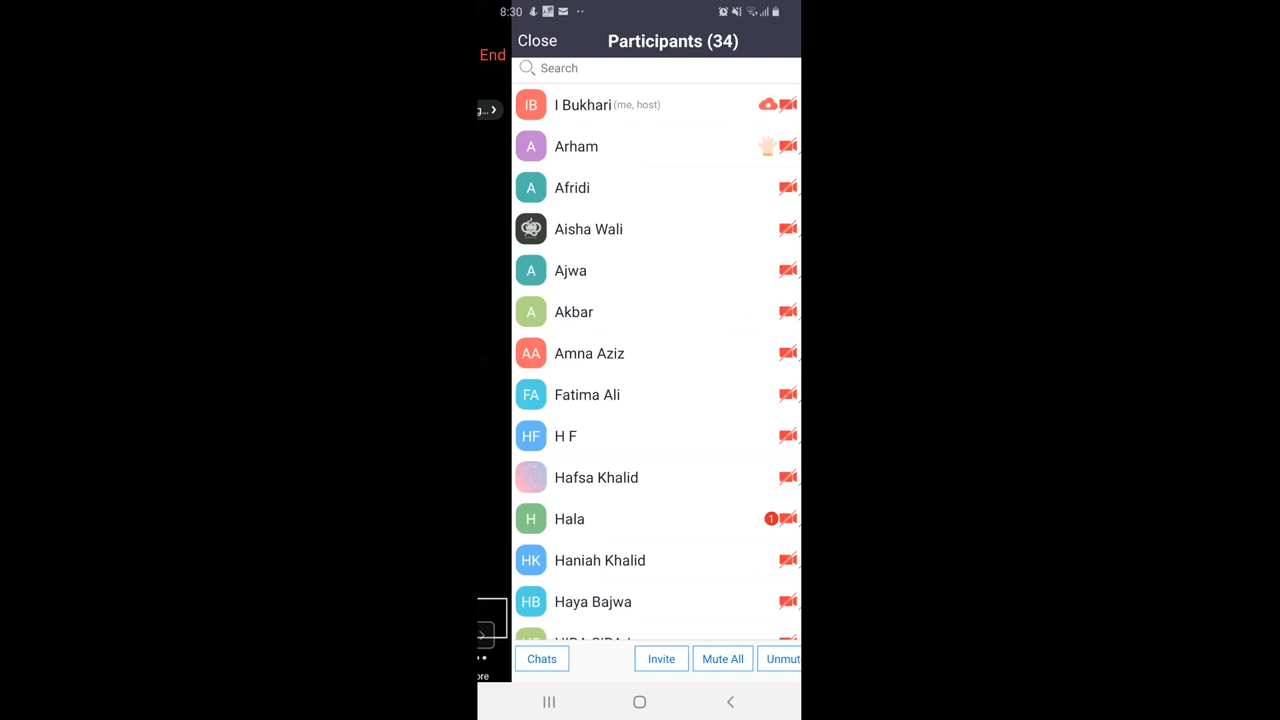 8:30
End
Close
Participants (34)
g...
Search
IB I Bukhari (me, host)
A Arham
A Afridi
Aisha Wali
A Ajwa
A Akbar
AA Amna Aziz
FA Fatima Ali
HF H F
Hafsa Khalid
H Hala 1
HK Haniah Khalid
HB Haya Bajwa
Chats
Invite
Mute All
Unmut
ore